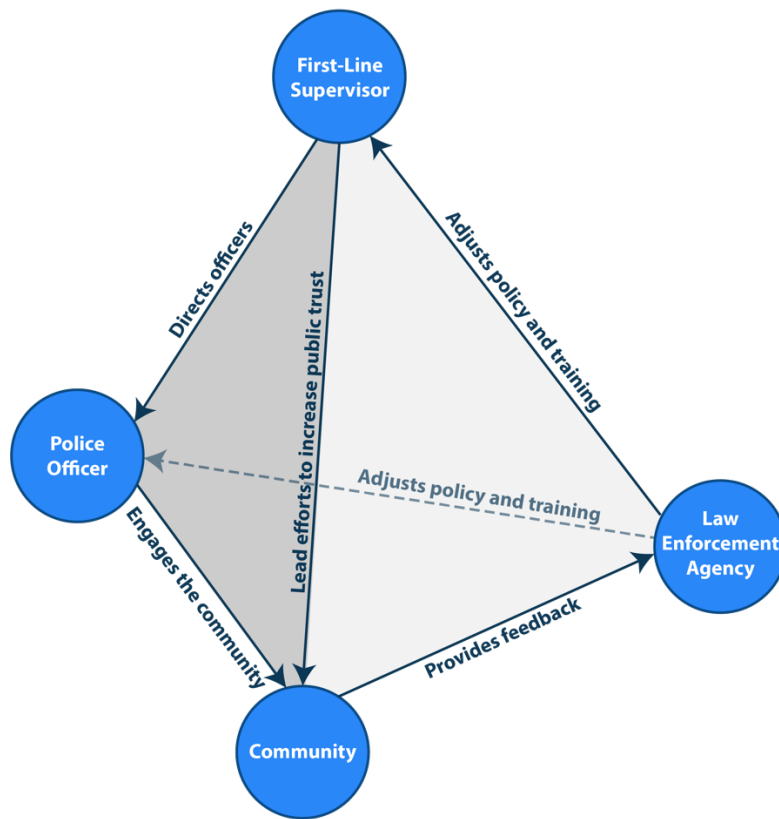 First-Line
Supervisor
Directs officers
Lead efforts to increase public trust
Adjusts policy and training
Police
Officer
Adjusts policy and training
Law
Enforcement
Agency
Engages the community
Provides feedback
Community